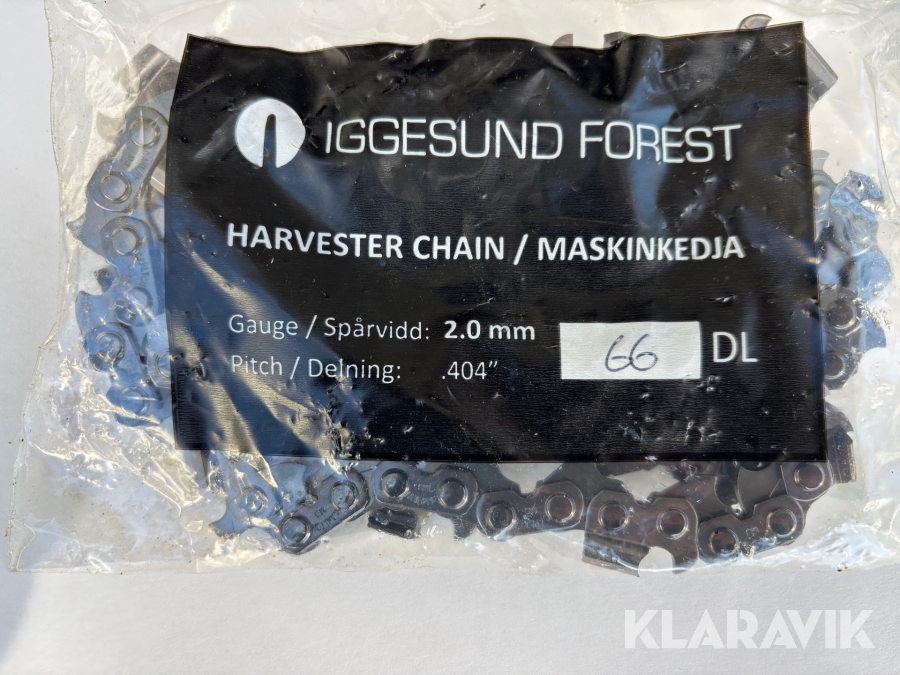 IGGESUND FOREST
HARVESTER CHAIN / MASKINKEDJA
Gauge / Spårvidd: 2.0 mm
66 DL
Pitch / Delning: .404"
KLARAVIK